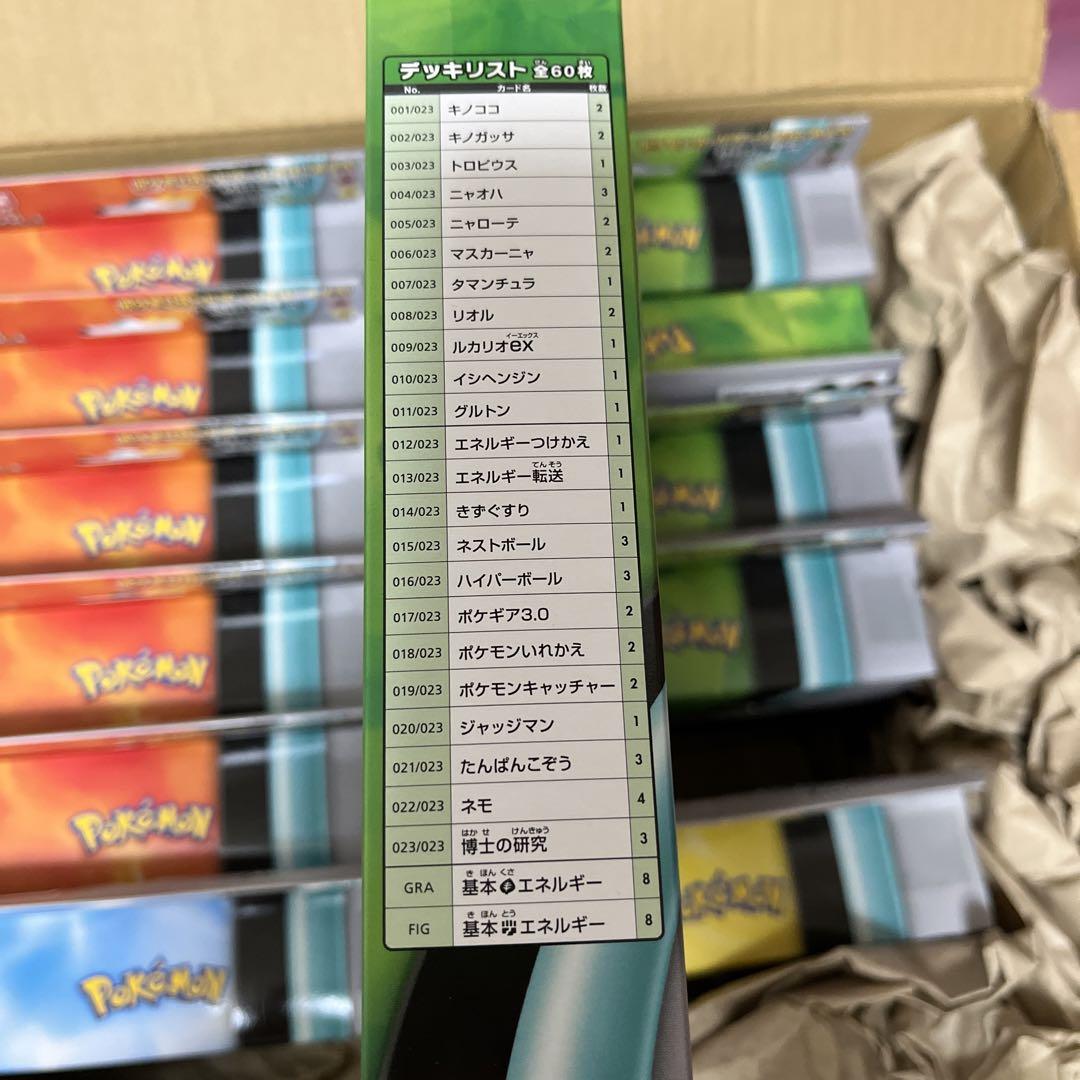 デッキリスト 全60枚
No. カード名 枚数
001/023 キノココ 2
002/023 キノガッサ 2
003/023 トロピウス 1
004/023 ニャオハ 3
005/023 ニャローテ 2
006/023 マスカーニャ 2
007/023 タマンチュラ 1
008/023 リオル 2
009/023 ルカリオex 1
010/023 イシヘンジン 1
011/023 グルトン 1
012/023 エネルギーつけかえ 1
013/023 エネルギー転送 1
014/023 きずぐすり 1
015/023 ネストボール 3
016/023 ハイパーボール 3
017/023 ポケギア3.0 2
018/023 ポケモンいれかえ 2
019/023 ポケモンキャッチャー 2
020/023 ジャッジマン 1
021/023 たんぱんこぞう 3
022/023 ネモ 4
023/023 博士の研究 3
GRA 基本エネルギー 8
FIG 基本エネルギー 8
POKéMON
POKéMON
POKéMON
POKéMON
POKéMON
POKéMON
POKéMON